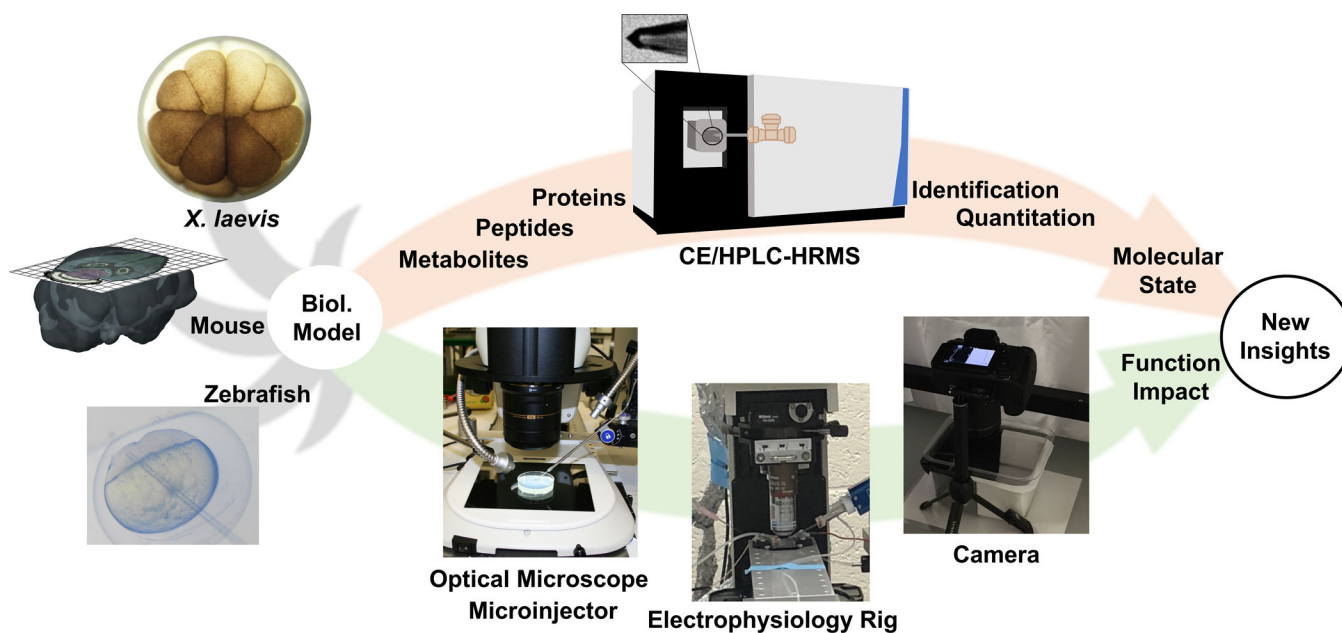 X. laevis
Mouse
Zebrafish
Biol.
Model
Proteins
Peptides
Metabolites
CE/HPLC-HRMS
Identification
Quantitation
Molecular
State
Optical Microscope
Microinjector
Electrophysiology Rig
Camera
Function
Impact
New
Insights